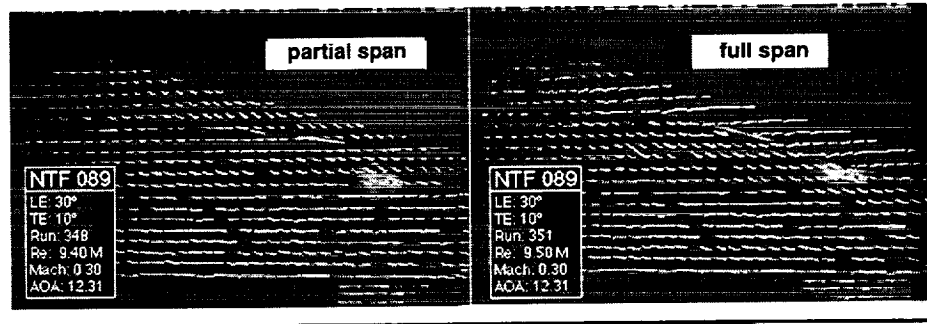 partial span
full span
NTF 089
LE: 30°
TE: 10°
Run: 348
Re: 9.40 M
Mach: 0.30
AOA: 12.31
NTF 089
LE: 30°
TE: 10°
Run: 351
Re: 9.50 M
Mach: 0.30
AOA: 12.31